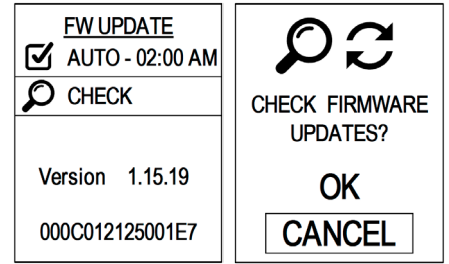 FW UPDATE
AUTO - 02:00 AM
CHECK
Version 1.15.19
000C012125001E7
CHECK FIRMWARE
UPDATES?
OK
CANCEL